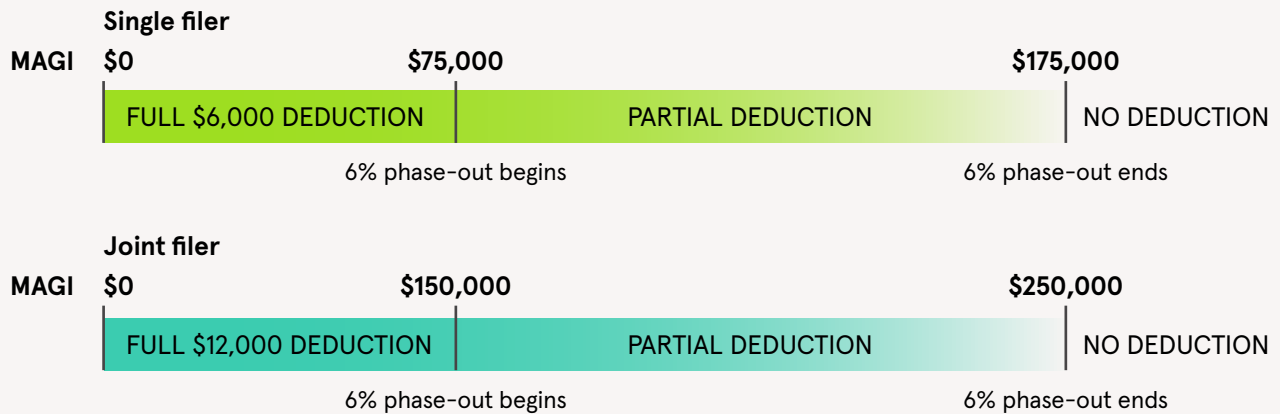 Single filer
MAGI $0 $75,000 $175,000
FULL $6,000 DEDUCTION PARTIAL DEDUCTION NO DEDUCTION
6% phase-out begins 6% phase-out ends
Joint filer
MAGI $0 $150,000 $250,000
FULL $12,000 DEDUCTION PARTIAL DEDUCTION NO DEDUCTION
6% phase-out begins 6% phase-out ends